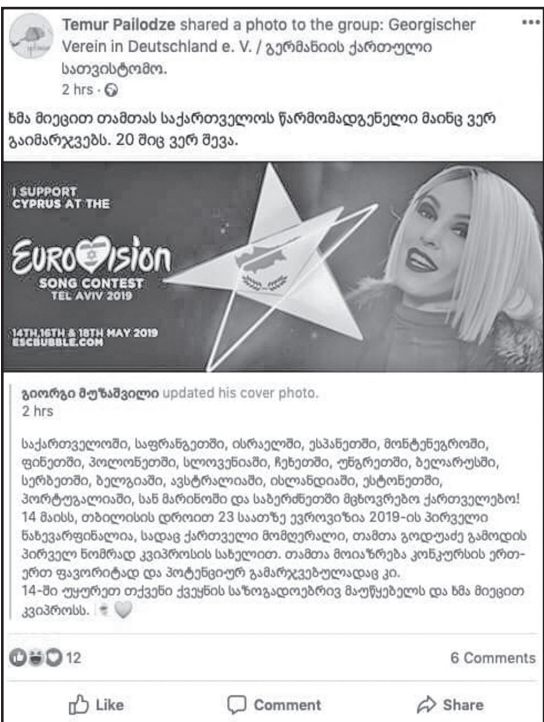 Temur Pailodze shared a photo to the group: Georgischer
Verein in Deutschland e. V. / გერმანიის ქართული
სათვისტომო.
2 hrs ·
ხმა მიეცით თამთას საქართველოს წარმომადგენელი მაინც ვერ
გაიმარჯვებს. 20 შიც ვერ შევა.
I SUPPORT
CYPRUS AT THE
EUROVISION
SONG CONTEST
TEL AVIV 2019
14TH,16TH & 18TH MAY 2019
ESCBUBBLE.COM
გიორგი მუზაშვილი updated his cover photo.
2 hrs
საქართველოში, საფრანგეთში, ისრაელში, ესპანეთში, მონტენეგროში,
ფინეთში, პოლონეთში, სლოვენიაში, ჩეხეთში, უნგრეთში, ბელარუსში,
სერბეთში, ბელგიაში, ავსტრალიაში, ისლანდიაში, ესტონეთში,
პორტუგალიაში, სან მარინოში და საბერძნეთში მცხოვრებო ქართველებო!
14 მაისს, თბილისის დროით 23 საათზე ევროვიზია 2019-ის პირველი
ნახევარფინალია, სადაც ქართველი მომღერალი, თამთა გოდუაძე გამოდის
პირველ ნომრად კვიპროსის სახელით. თამთა მოიაზრება კონკურსის ერთ-
ერთ ფავორიტად და პოტენციურ გამარჯვებულადაც კი.
14-ში უყურეთ თქვენი ქვეყნის საზოგადოებრივ მაუწყებელს და ხმა მიეცით
კვიპროსს.
12
6 Comments
Like
Comment
Share